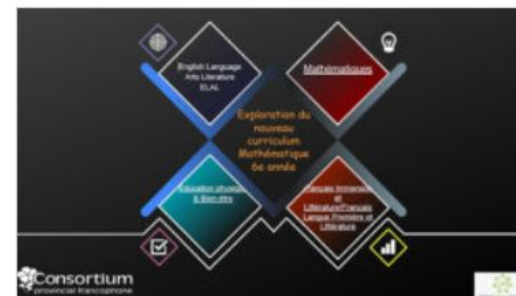 English Language
Arts Literature
ELAL
Mathématiques
Exploration du
nouveau
curriculum
Mathématique
6e année
Éducation physique
& Bien-être
Français Immersion
et
Littérature/Français
Langue Première et
Littérature
Consortium
provincial francophone